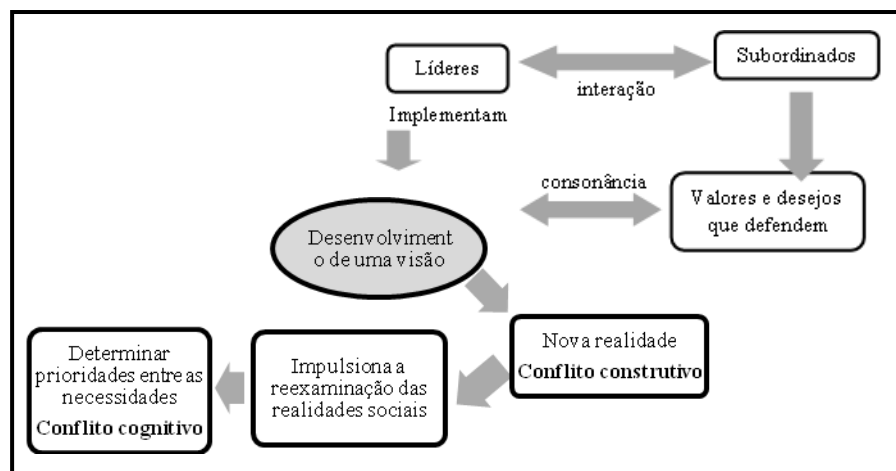 Líderes
Subordinados
interação
Implementam
consonância
Valores e desejos
que defendem
Desenvolviment
o de uma visão
Nova realidade
Conflito construtivo
Impulsiona a
reexaminação das
realidades sociais
Determinar
prioridades entre as
necessidades
Conflito cognitivo